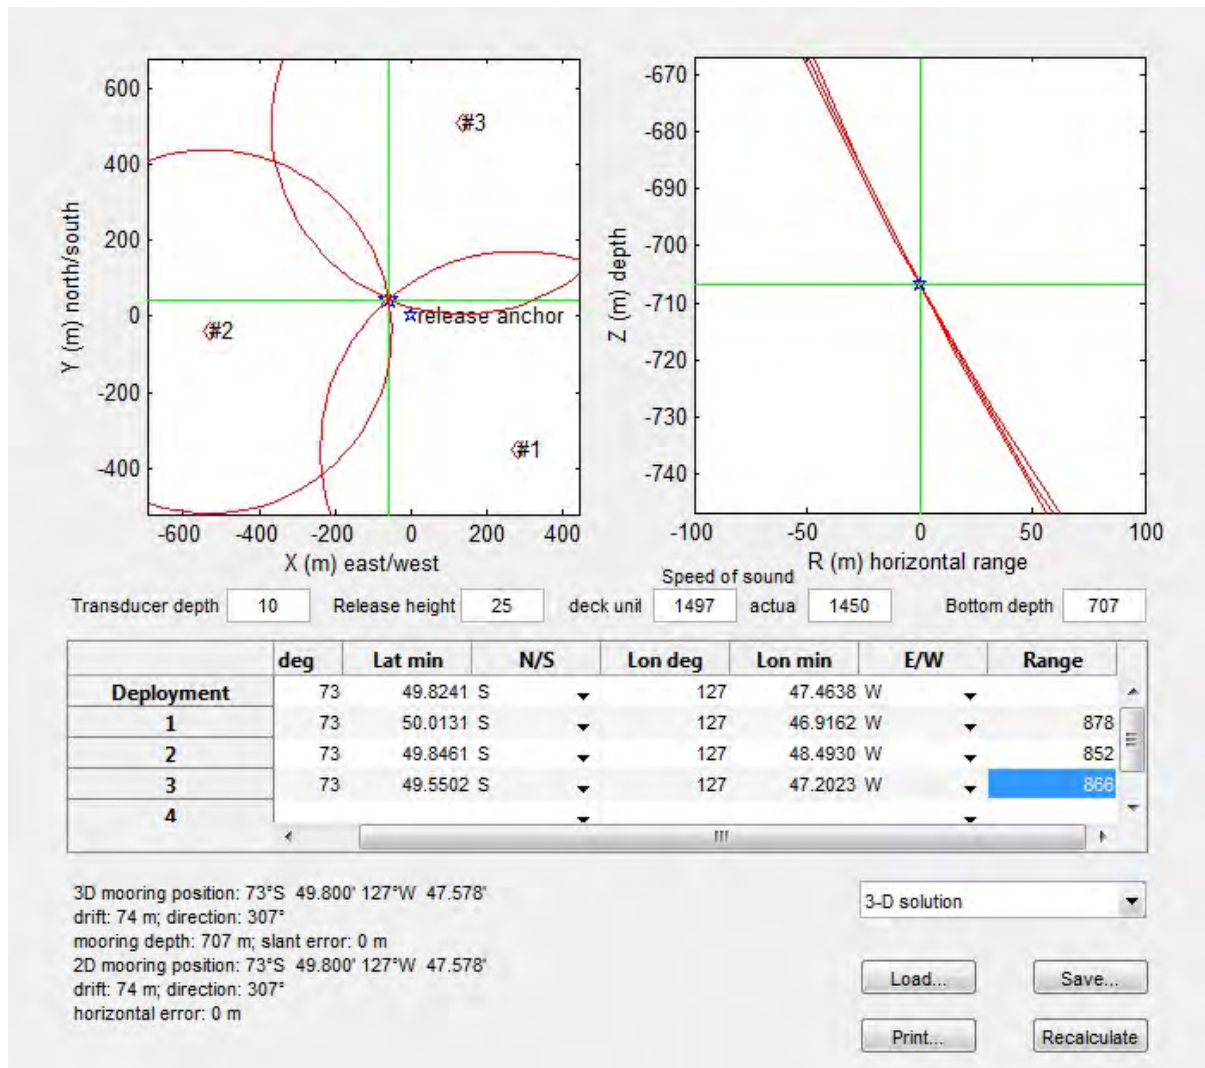 600
400
200
0
-200
-400
Y (m) north/south
#3
#2
release anchor
#1
-600 -400 -200 0 200 400
X (m) east/west
-670
-680
-690
-700
-710
-720
-730
-740
Z (m) depth
-100 -50 0 50 100
R (m) horizontal range
Speed of sound
Transducer depth 10 Release height 25 deck unit 1497 actua 1450 Bottom depth 707
deg Lat min N/S Lon deg Lon min E/W Range
Deployment 73 49.8241 S 127 47.4638 W
1 73 50.0131 S 127 46.9162 W 878
2 73 49.8461 S 127 48.4930 W 852
3 73 49.5502 S 127 47.2023 W 866
4
3D mooring position: 73°S 49.800' 127°W 47.578'
drift: 74 m; direction: 307°
mooring depth: 707 m; slant error: 0 m
2D mooring position: 73°S 49.800' 127°W 47.578'
drift: 74 m; direction: 307°
horizontal error: 0 m
3-D solution
Load... Save...
Print... Recalculate